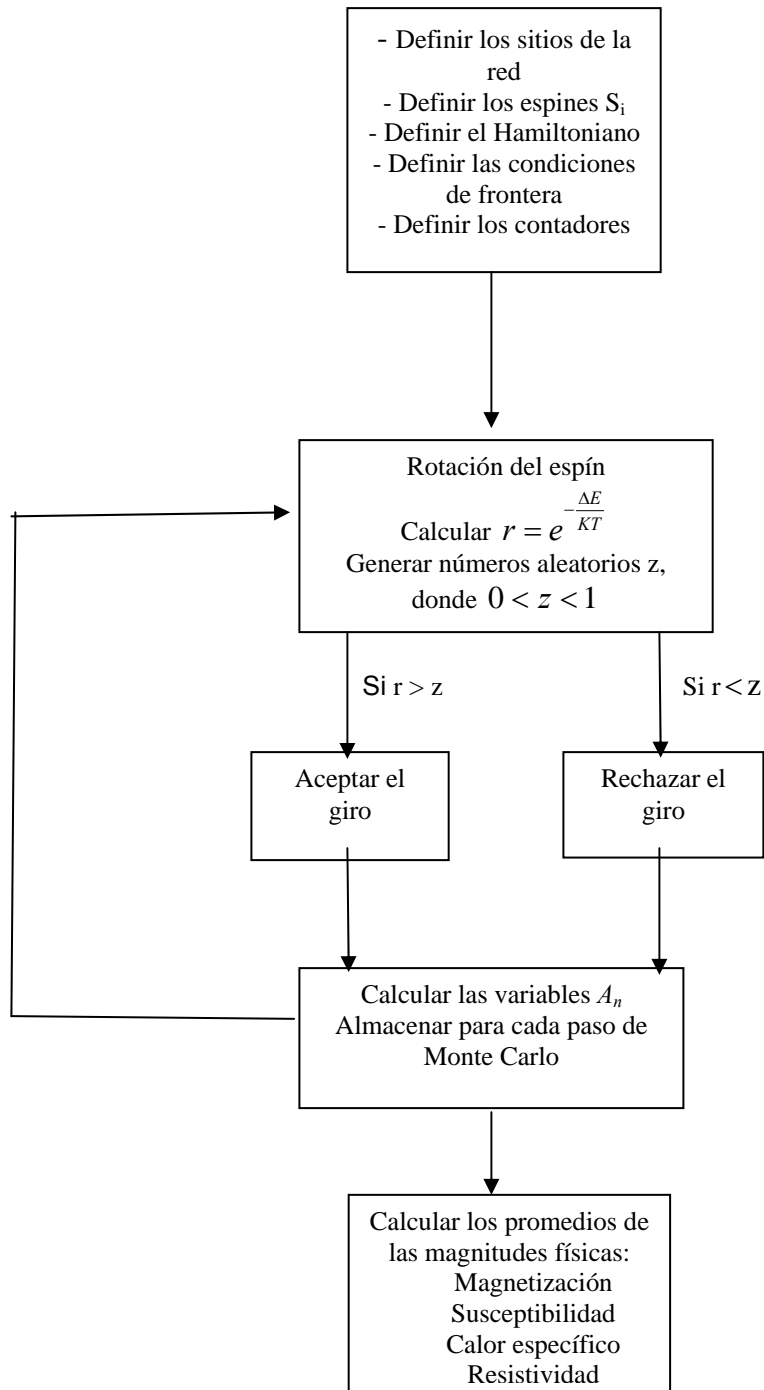 - Definir los sitios de la
red
- Definir los espines Sᵢ
- Definir el Hamiltoniano
- Definir las condiciones
de frontera
- Definir los contadores
Rotación del espín
Calcular r = e^{-\frac{ΔE}{KT}}
Generar números aleatorios z,
donde 0 < z < 1
Si r > z
Si r < z
Aceptar el
giro
Rechazar el
giro
Calcular las variables Aₙ
Almacenar para cada paso de
Monte Carlo
Calcular los promedios de
las magnitudes físicas:
Magnetización
Susceptibilidad
Calor específico
Resistividad